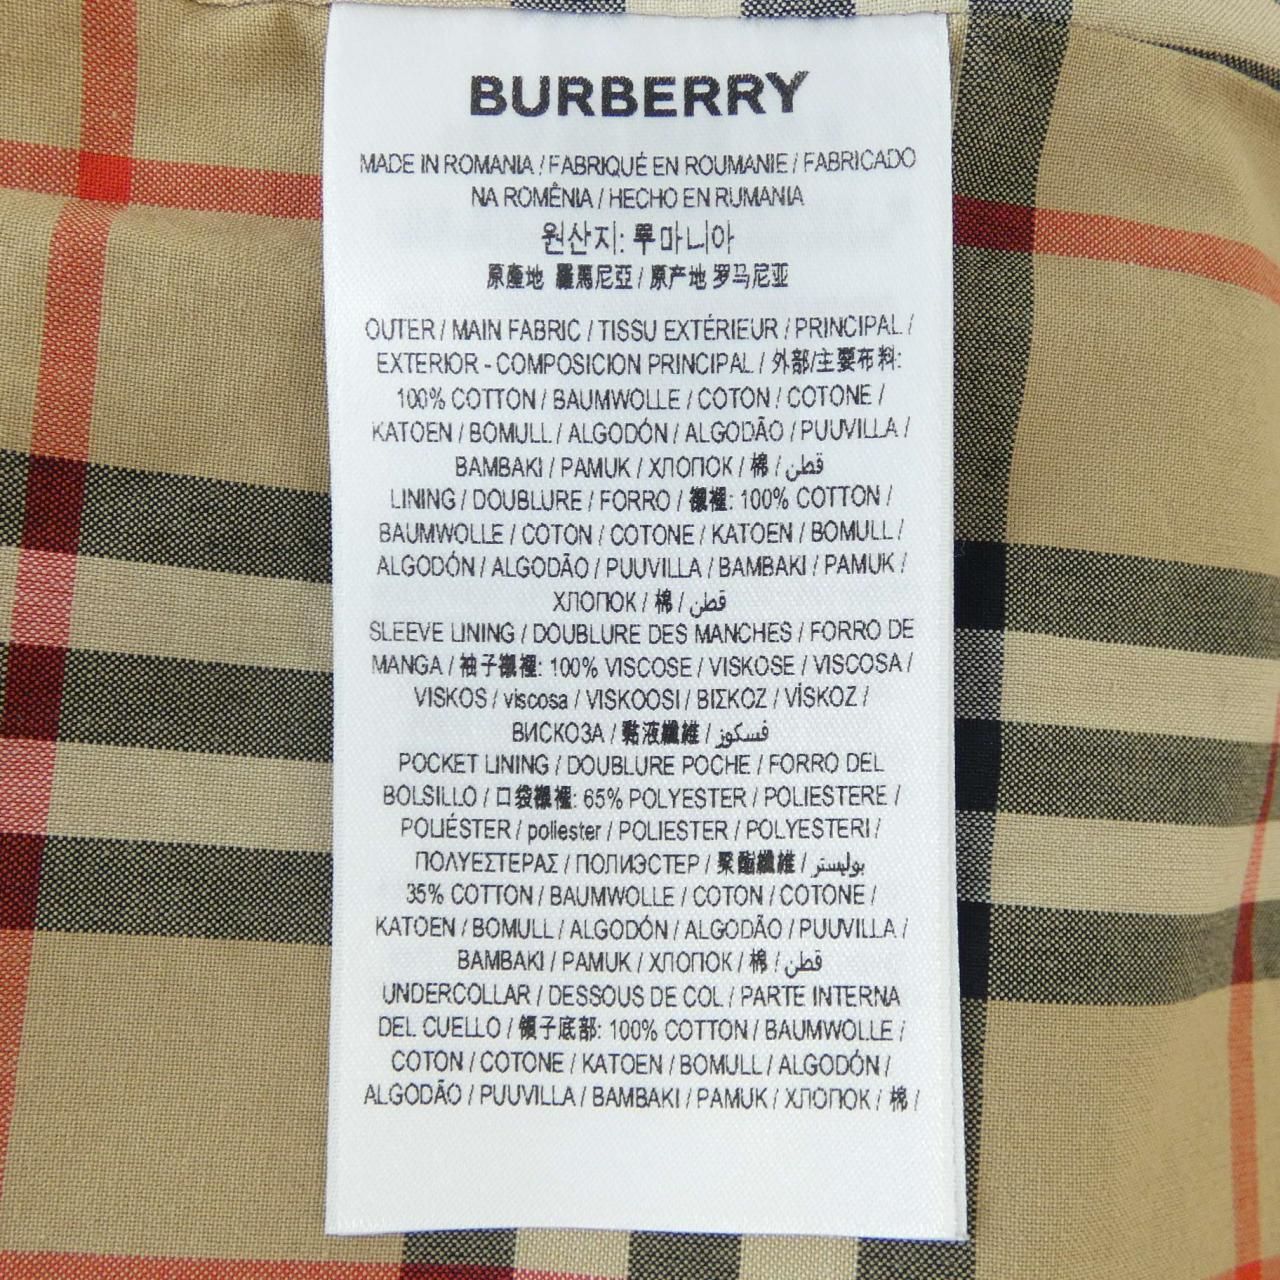 BURBERRY
MADE IN ROMANIA / FABRIQUÉ EN ROUMANIE / FABRICADO
NA ROMÊNIA / HECHO EN RUMANIA
원산지: 루마니아
原產地 羅馬尼亞 / 原产地 罗马尼亚
OUTER / MAIN FABRIC / TISSU EXTÉRIEUR / PRINCIPAL /
EXTERIOR - COMPOSICION PRINCIPAL / 外部/主要布料:
100% COTTON / BAUMWOLLE / COTON / COTONE /
KATOEN / BOMULL / ALGODÓN / ALGODÃO / PUUVILLA /
BAMBAKI / PAMUK / ХЛОПОК / 棉 / قطن
LINING / DOUBLURE / FORRO / 襯裡: 100% COTTON /
BAUMWOLLE / COTON / COTONE / KATOEN / BOMULL /
ALGODÓN / ALGODÃO / PUUVILLA / BAMBAKI / PAMUK /
ХЛОПОК / 棉 / قطن
SLEEVE LINING / DOUBLURE DES MANCHES / FORRO DE
MANGA / 袖子襯裡: 100% VISCOSE / VISKOSE / VISCOSA /
VISKOS / viscosa / VISKOOSI / ΒΙΣΚΟΖ / VİSKOZ /
ВИСКОЗА / 黏液纖維 / فسكوز
POCKET LINING / DOUBLURE POCHE / FORRO DEL
BOLSILLO / 口袋襯裡: 65% POLYESTER / POLIESTERE /
POLIÉSTER / poliester / POLIESTER / POLYESTERI /
ΠΟΛΥΕΣΤΕΡΑΣ / ПОЛИЭСТЕР / 聚酯纖維 / بوليستر
35% COTTON / BAUMWOLLE / COTON / COTONE /
KATOEN / BOMULL / ALGODÓN / ALGODÃO / PUUVILLA /
BAMBAKI / PAMUK / ХЛОПОК / 棉 / قطن
UNDERCOLLAR / DESSOUS DE COL / PARTE INTERNA
DEL CUELLO / 領子底部: 100% COTTON / BAUMWOLLE /
COTON / COTONE / KATOEN / BOMULL / ALGODÓN /
ALGODÃO / PUUVILLA / BAMBAKI / PAMUK / ХЛОПОК / 棉 /